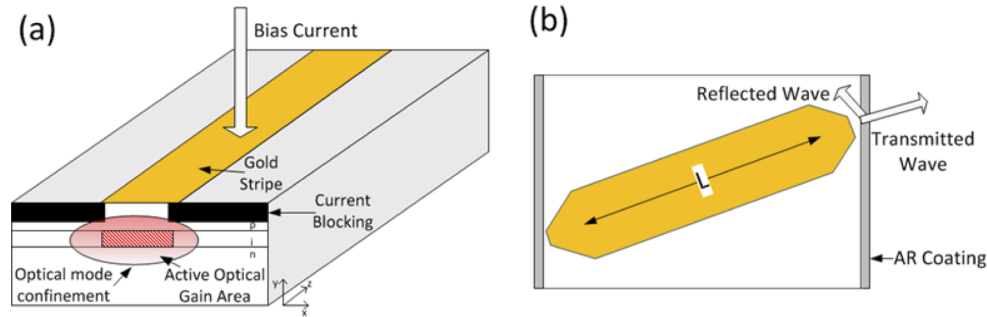 (a)
Bias Current
Gold
Stripe
Current
Blocking
P
i
n
Optical mode
confinement
Active Optical
Gain Area
y
z
x
(b)
Reflected Wave
Transmitted
Wave
L
AR Coating